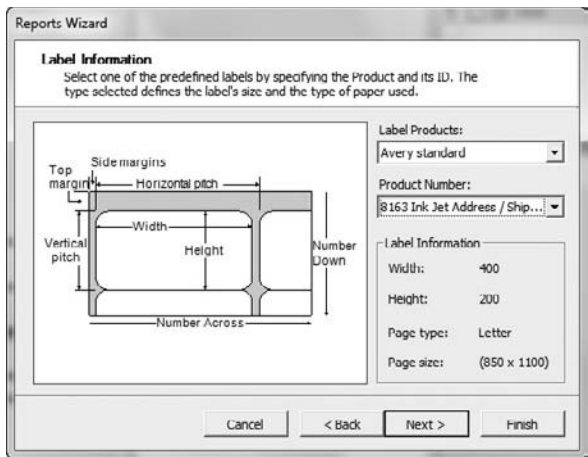 Reports Wizard
Label Information
Select one of the predefined labels by specifying the Product and its ID. The
type selected defines the label's size and the type of paper used.
Label Products:
Avery standard
Product Number:
8163 Ink Jet Address / Ship...
Top margin
Side margins
Horizontal pitch
Width
Vertical pitch
Height
Number Down
Number Across
Label Information
Width: 400
Height: 200
Page type: Letter
Page size: (850 x 1100)
Cancel
< Back
Next >
Finish